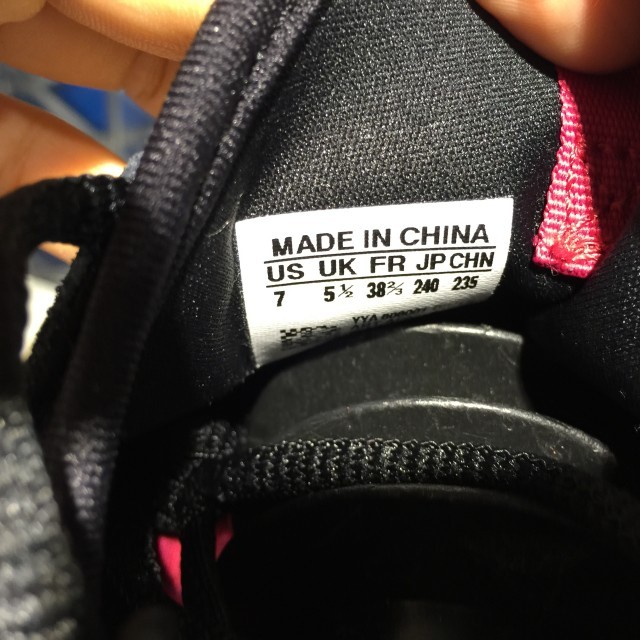 MADE IN CHINA
US UK FR JP CHN
7 5½ 38⅔ 240 235